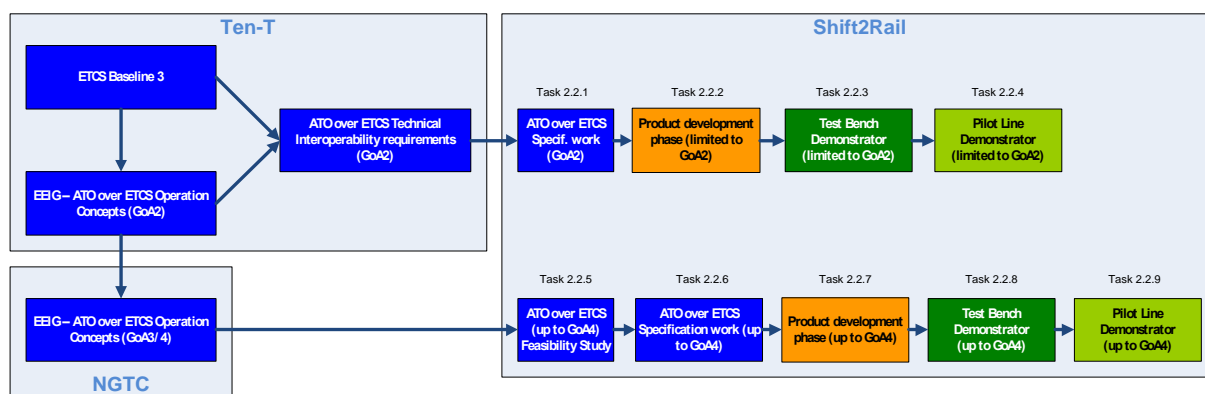 Ten-T
ETCS Baseline 3
ATO over ETCS Technical
Interoperability requirements
(GoA2)
EEIG – ATO over ETCS Operation
Concepts (GoA2)
Shift2Rail
Task 2.2.1
ATO over ETCS
Specif. work
(GoA2)
Task 2.2.2
Product development
phase (limited to
GoA2)
Task 2.2.3
Test Bench
Demonstrator
(limited to GoA2)
Task 2.2.4
Pilot Line
Demonstrator
(limited to GoA2)
EEIG – ATO over ETCS Operation
Concepts (GoA3/4)
NGTC
Task 2.2.5
ATO over ETCS
(up to GoA4)
Feasibility Study
Task 2.2.6
ATO over ETCS
Specification work (up
to GoA4)
Task 2.2.7
Product development
phase (up to GoA4)
Task 2.2.8
Test Bench
Demonstrator
(up to GoA4)
Task 2.2.9
Pilot Line
Demonstrator
(up to GoA4)